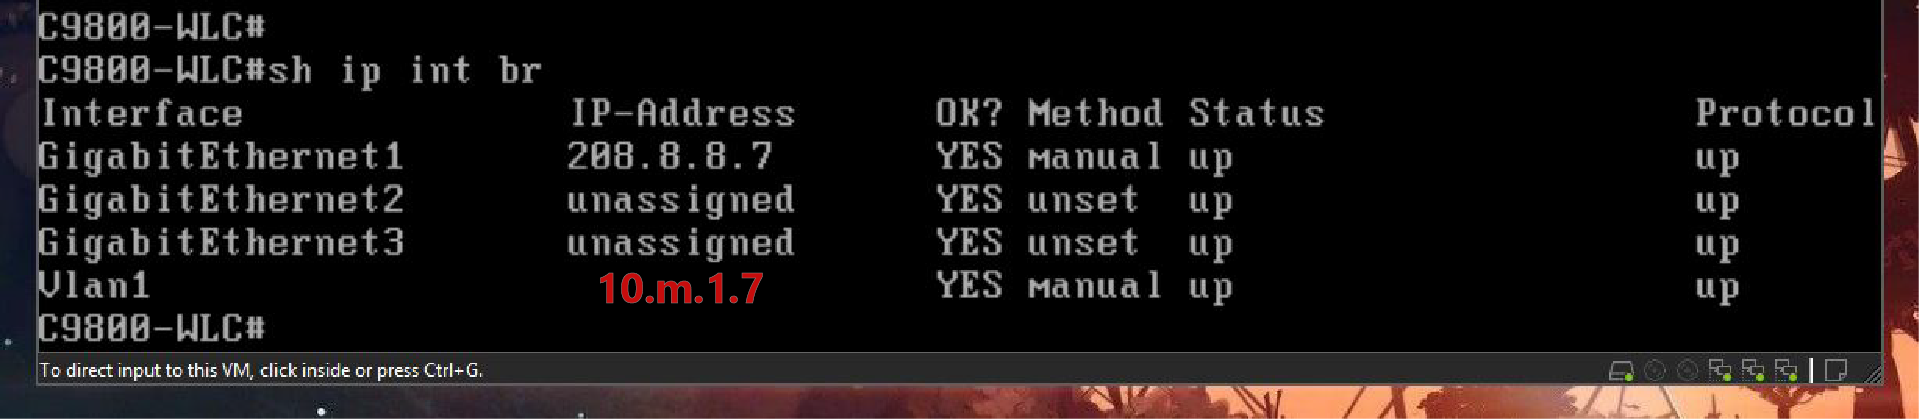 C9800-WLC#
C9800-WLC#sh ip int br
Interface IP-Address OK? Method Status Protocol
GigabitEthernet1 208.8.8.7 YES manual up up
GigabitEthernet2 unassigned YES unset up up
GigabitEthernet3 unassigned YES unset up up
Vlan1 10.m.1.7 YES manual up up
C9800-WLC#
To direct input to this VM, click inside or press Ctrl+G.